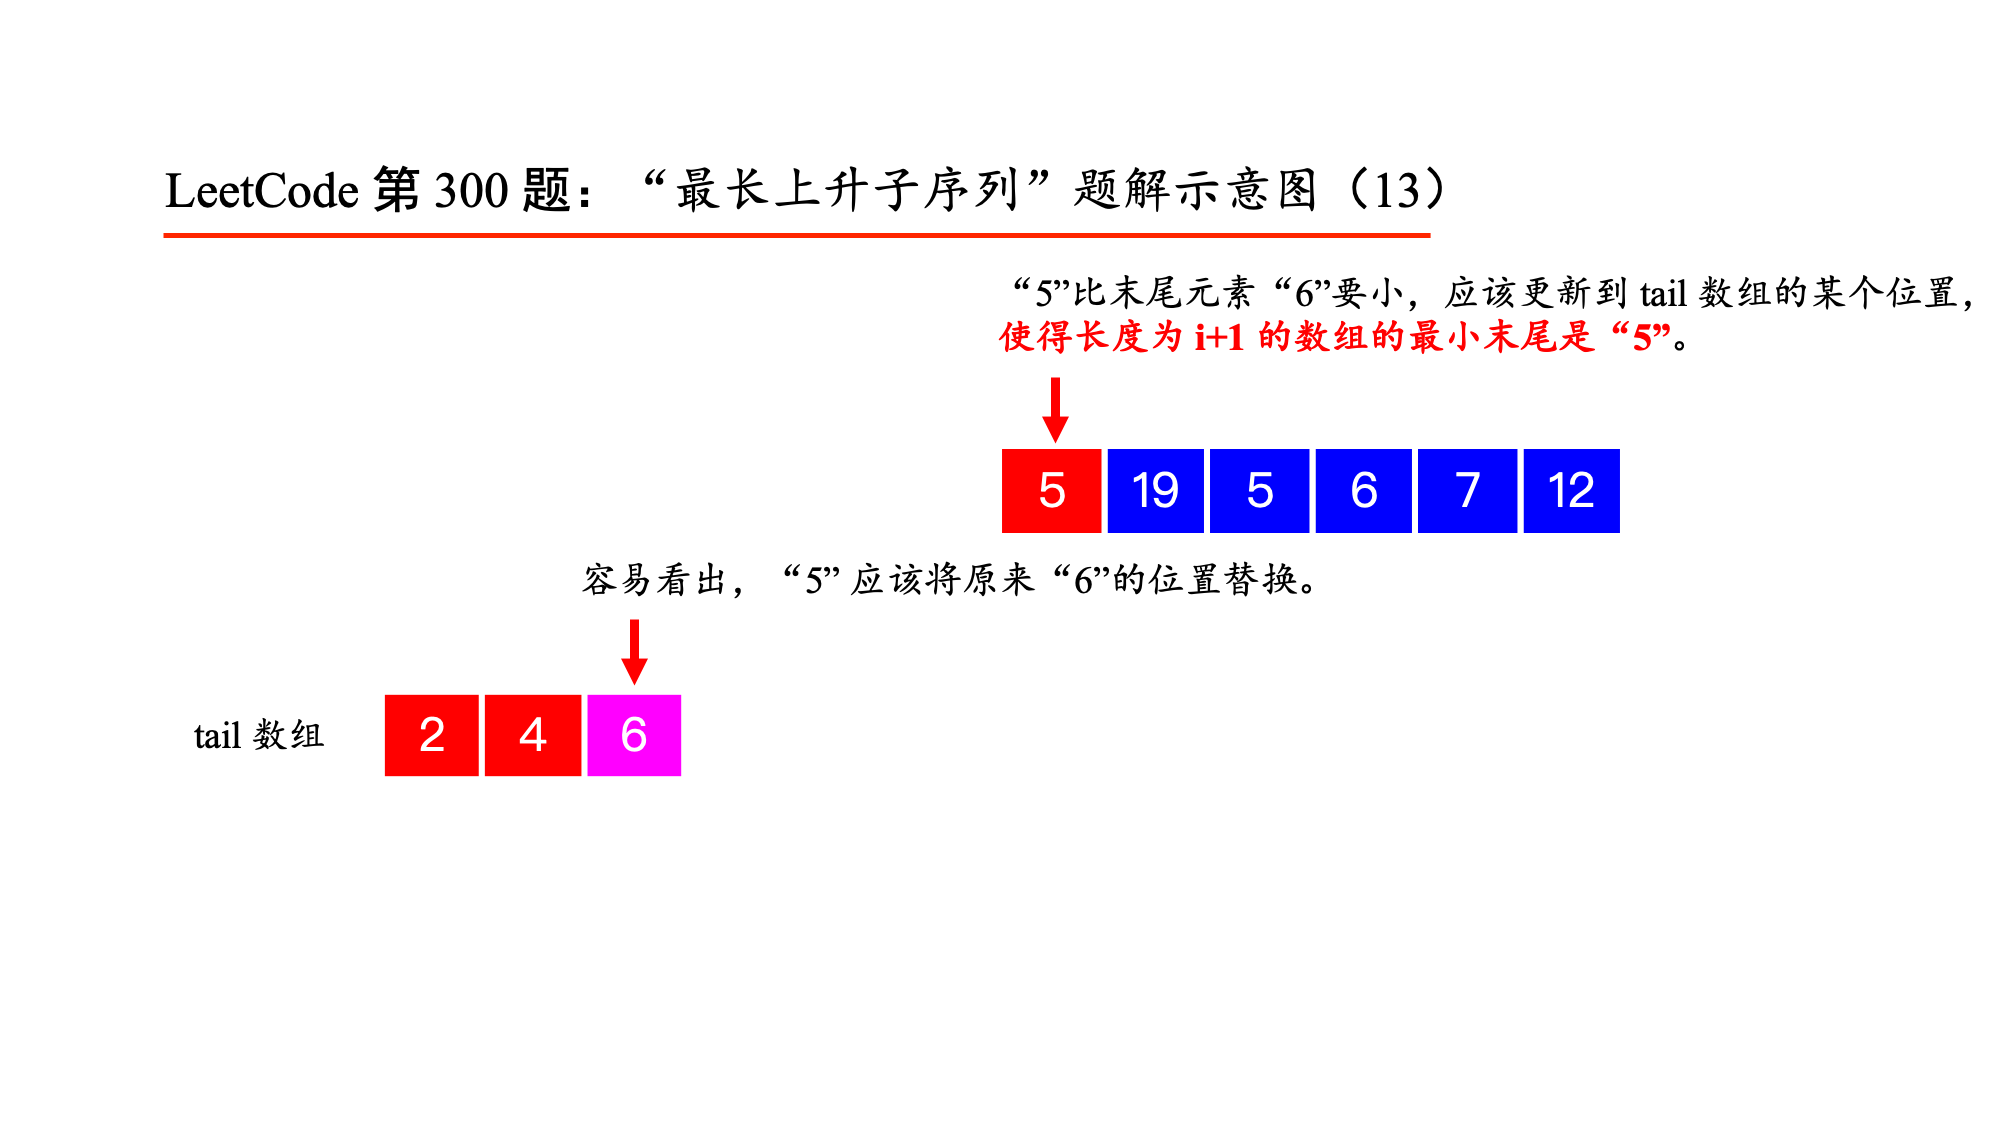 LeetCode 第 300 题：“最长上升子序列”题解示意图（13）
“5”比末尾元素“6”要小，应该更新到 tail 数组的某个位置，
使得长度为 i+1 的数组的最小末尾是“5”。
5 19 5 6 7 12
容易看出，“5” 应该将原来“6”的位置替换。
tail 数组 2 4 6